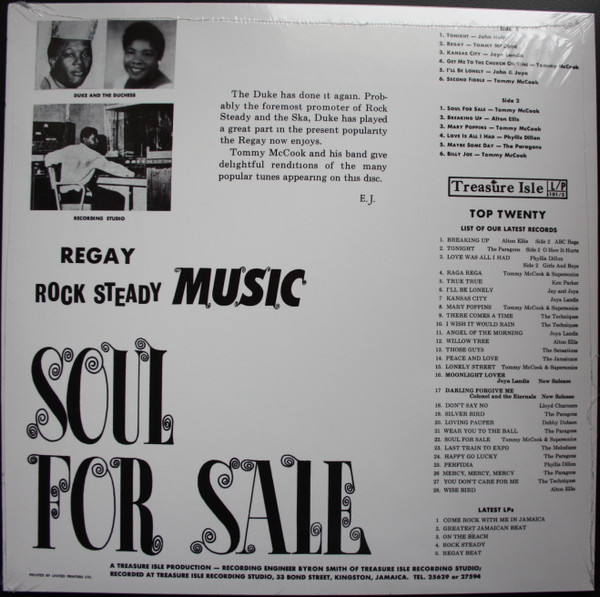 DUKE AND THE DUCHESS
RECORDING STUDIO
The Duke has done it again. Prob-
ably the foremost promoter of Rock
Steady and the Ska, Duke has played
a great part in the present popularity
the Regay now enjoys.
Tommy McCook and his band give
delightful renditions of the many
popular tunes appearing on this disc.
E. J.
REGAY
ROCK STEADY MUSIC
SOUL
FOR SALE
Side
1. TONIGHT — John Holt
2. REGAY — TOMMY McCook
3. KANSAS CITY — Joya Landis
4. GET ME TO THE CHURCH ON TIME — Tommy McCook
5. I'LL BE LONELY — John & Joya
6. SECOND FIDDLE — Tommy McCook
Side 2
1. SOUL FOR SALE — Tommy McCook
2. BREAKING UP — Alton Ellis
3. MARY POPPINS — Tommy McCook
4. LOVE IS ALL I HAD — Phyllis Dillon
5. MAYBE SOME DAY — The Paragons
6. BILLY JOE — Tommy McCook
Treasure Isle L/P
101/5
TOP TWENTY
LIST OF OUR LATEST RECORDS
1. BREAKING UP Alton Ellis Side 2 ABC Rega
2. TONIGHT The Paragons Side 2 O How It Hurts
3. LOVE WAS ALL I HAD Phyllis Dillon
Side 2 Girls And Boys
4. RAGA REGA Tommy McCook & Supersonics
5. TRUE TRUE Ken Parker
6. I'LL BE LONELY Jay and Joya
7 KANSAS CITY Joya Landis
8. MARY POPPINS Tommy McCook & Supersonics
9. THERE COMES A TIME The Techniques
10. I WISH IT WOULD RAIN The Techniques
11. ANGEL OF THE MORNING Joya Landis
12. WILLOW TREE Alton Ellis
13. THOSE GUYS The Sensations
14. PEACE AND LOVE The Jamaicans
15. LONELY STREET Tommy McCook & Supersonics
16. MOONLIGHT LOVER
Joya Landis New Release
17 DARLING FORGIVE ME
Colonel and the Eternals New Release
18. DON'T SAY NO Lloyd Charmers
19. SILVER BIRD The Paragons
20. LOVING PAUPER Dobby Dobson
21 WEAR YOU TO THE BALL The Paragons
22. SOUL FOR SALE Tommy McCook & Supersonics
23. LAST TRAIN TO EXPO The Melodians
24. HAPPY GO LUCKY The Paragons
25. PERFIDIA Phyllis Dillon
26 MERCY, MERCY, MERCY The Paragons
27 YOU DON'T CARE FOR ME The Techniques
28. WISE BIRD Alton Ellis
LATEST LPs
1 COME ROCK WITH ME IN JAMAICA
2. GREATEST JAMAICAN BEAT
3. ON THE BEACH
4. ROCK STEADY
5. REGAY BEAT
A TREASURE ISLE PRODUCTION — RECORDING ENGINEER BYRON SMITH OF TREASURE ISLE RECORDING STUDIO;
RECORDED AT TREASURE ISLE RECORDING STUDIO, 33 BOND STREET, KINGSTON, JAMAICA. TEL. 25629 or 27594
PRINTED BY UNITED PRINTERS LTD.